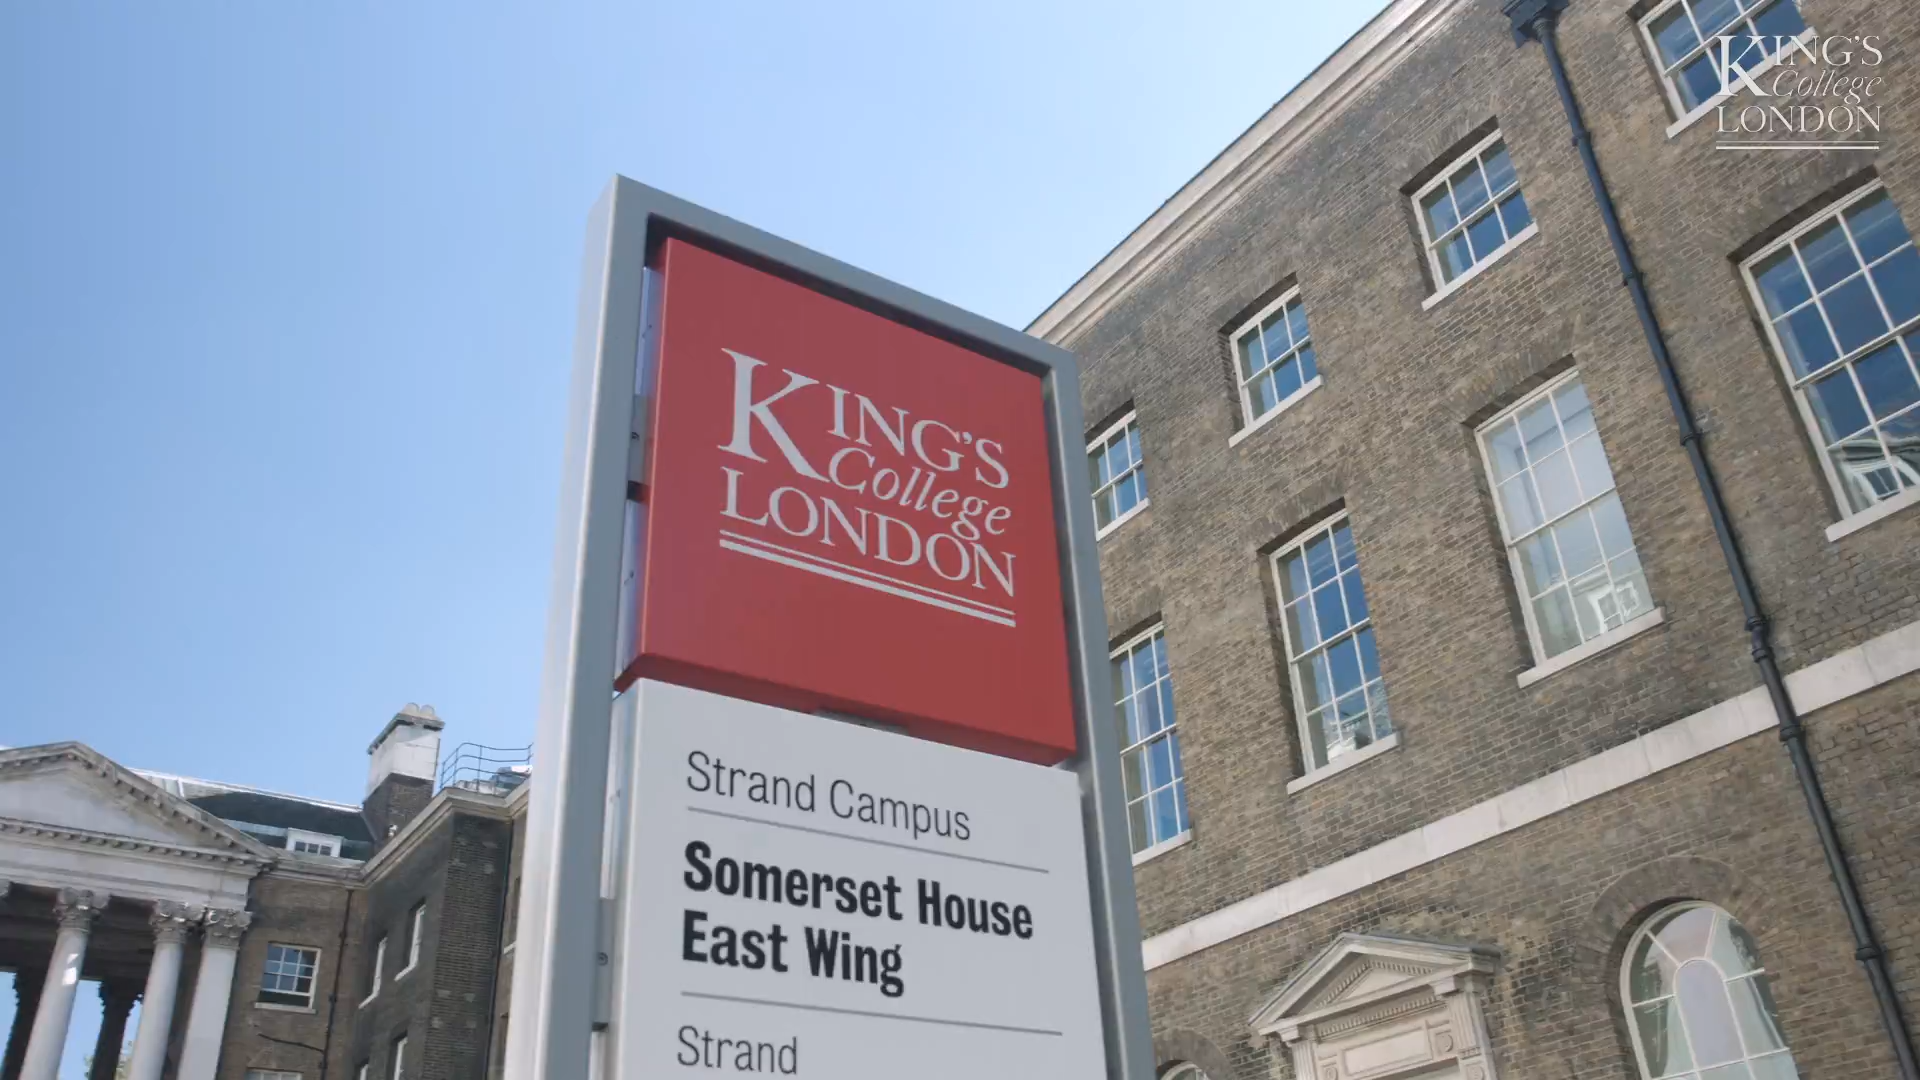 KING'S
College
LONDON
KING'S
College
LONDON
Strand Campus
Somerset House
East Wing
Strand